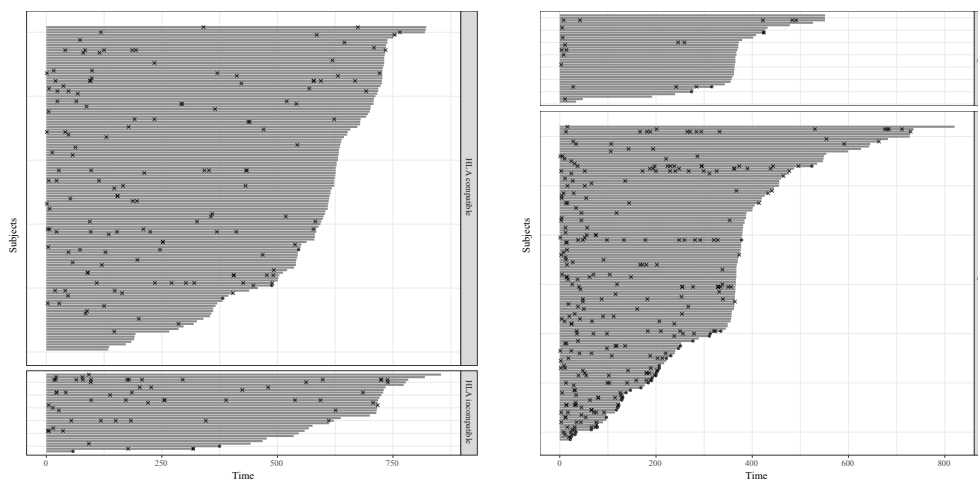 Subjects
HLA compatible
HLA incompatible
0 250 500 750
Time
Subjects
0 200 400 600 800
Time